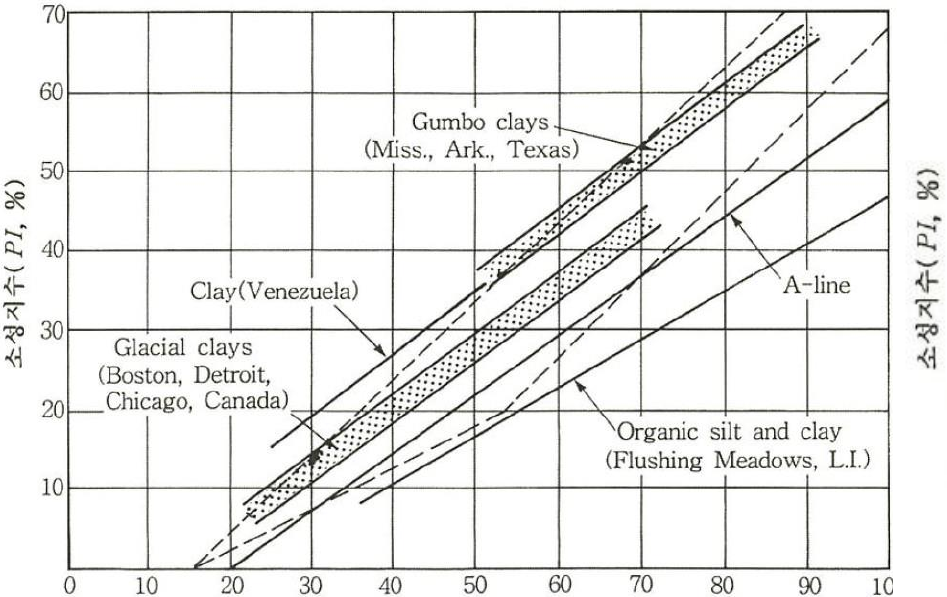 70
60
50
40
30
20
10
0
10
20
30
40
50
60
70
80
90
10
소성지수( PI, %)
Gumbo clays
(Miss., Ark., Texas)
Clay(Venezuela)
Glacial clays
(Boston, Detroit,
Chicago, Canada)
A-line
Organic silt and clay
(Flushing Meadows, L.I.)
소성지수( PI, %)